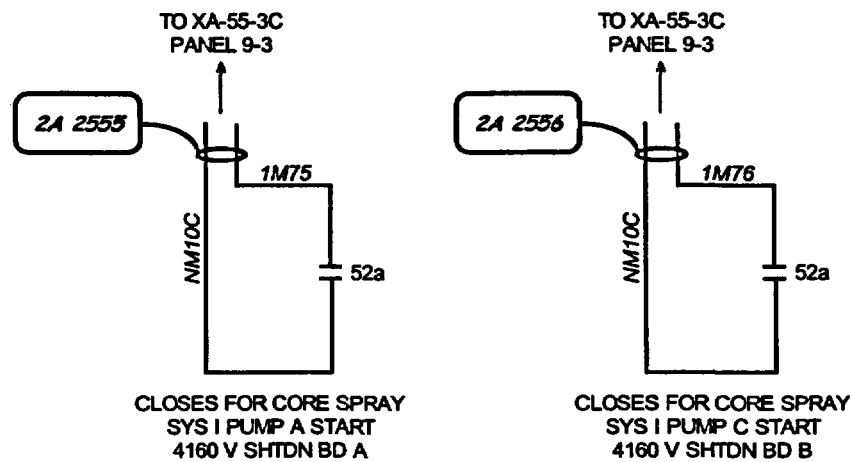 TO XA-55-3C
PANEL 9-3
2A 2555
1M75
NM10C
52a
CLOSES FOR CORE SPRAY
SYS I PUMP A START
4160 V SHTDN BD A
TO XA-55-3C
PANEL 9-3
2A 2556
1M76
NM10C
52a
CLOSES FOR CORE SPRAY
SYS I PUMP C START
4160 V SHTDN BD B